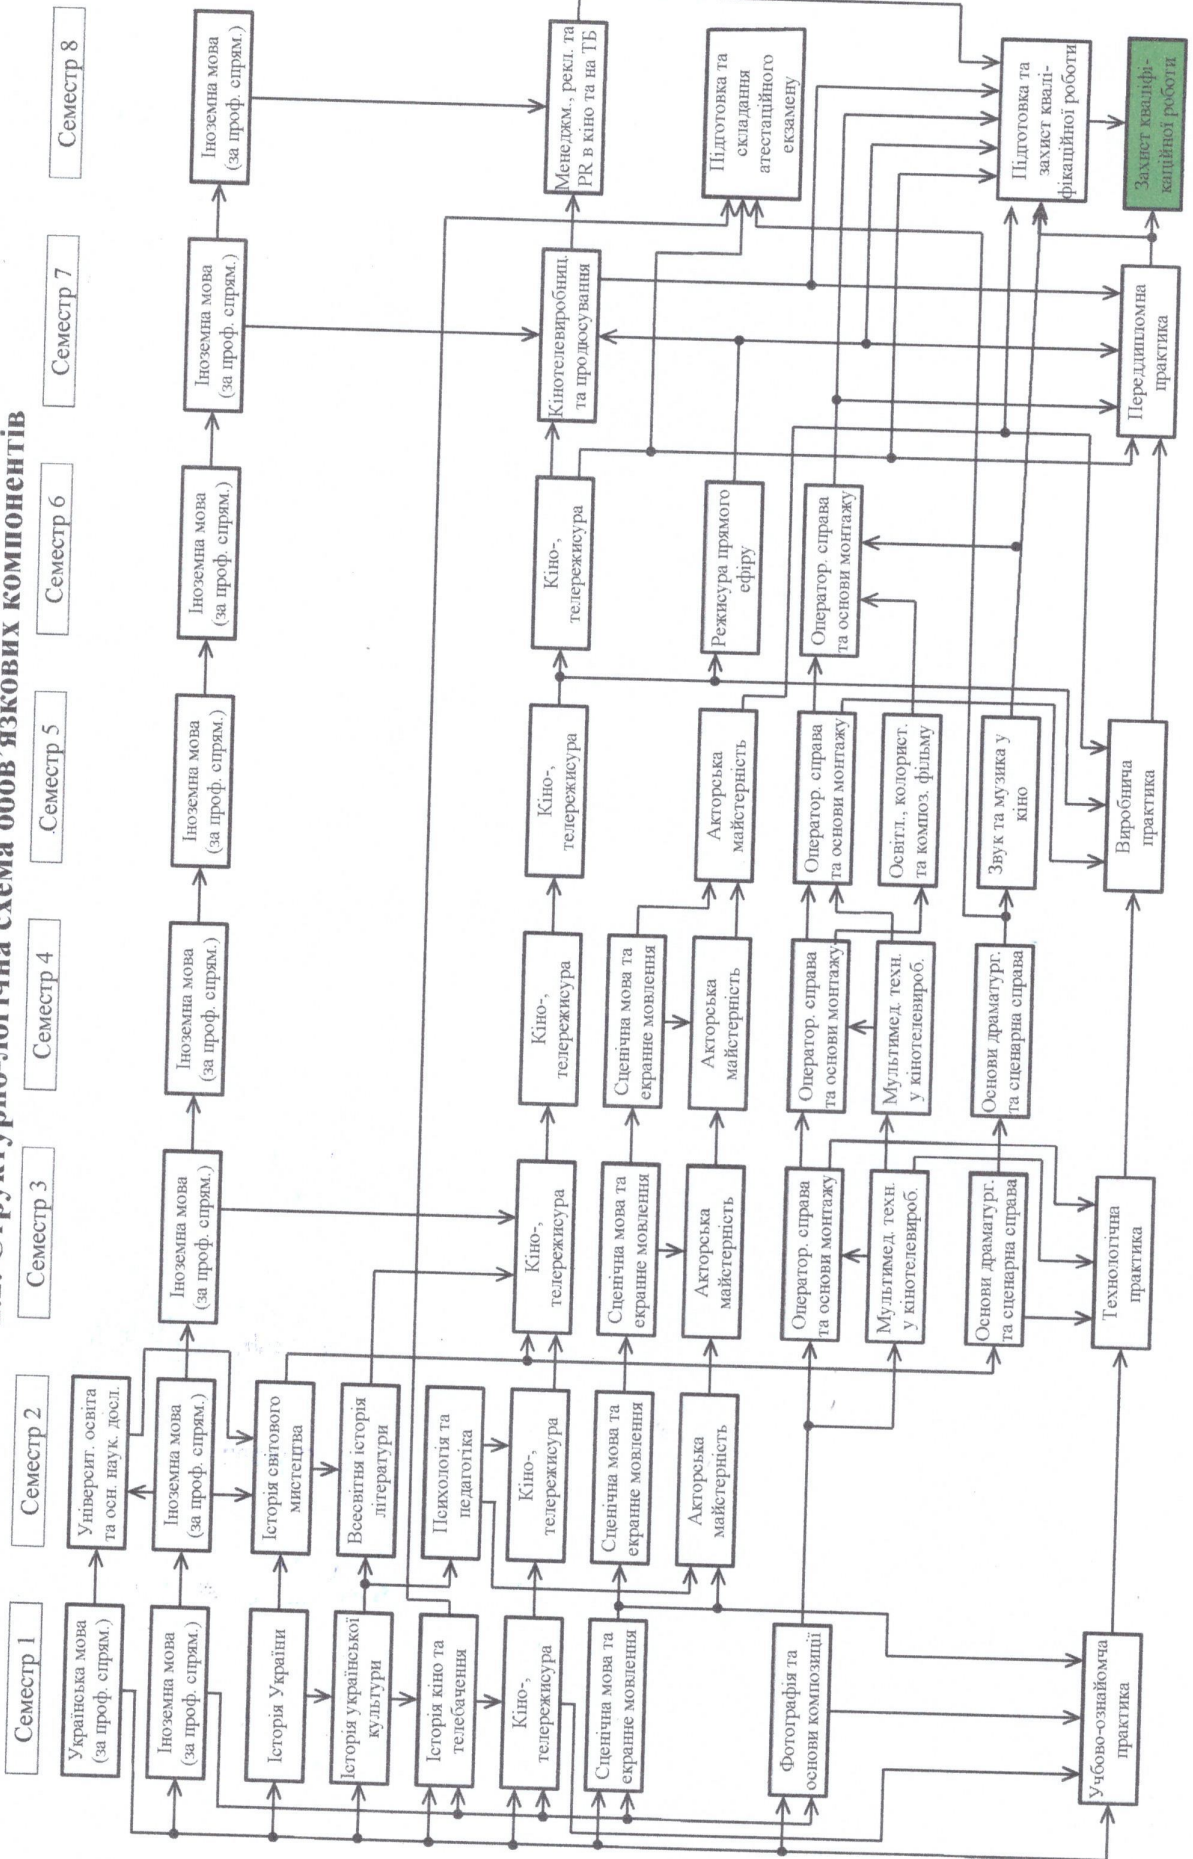 Структурно-логічна схема обов'язкових компонентів
Семестр 1
Українська мова
(за проф. спрям.)
Іноземна мова
(за проф. спрям.)
Історія України
Історія української
культури
Історія кіно та
телебачення
Кіно-,
телережисура
Сценічна мова та
екранне мовлення
Фотографія та
основи композиції
Учбово-ознайомча
практика
Семестр 2
Університ. освіта
та осн. наук. досл.
Іноземна мова
(за проф. спрям.)
Історія світового
мистецтва
Всесвітня історія
літератури
Психологія та
педагогіка
Кіно-,
телережисура
Сценічна мова та
екранне мовлення
Акторська
майстерність
Семестр 3
Іноземна мова
(за проф. спрям.)
Кіно-,
телережисура
Сценічна мова та
екранне мовлення
Акторська
майстерність
Оператор. справа
та основи монтажу
Мультимед. техн.
у кінотелевироб.
Основи драматург.
та сценарна справа
Технологічна
практика
Семестр 4
Іноземна мова
(за проф. спрям.)
Кіно-,
телережисура
Сценічна мова та
екранне мовлення
Акторська
майстерність
Оператор. справа
та основи монтажу
Мультимед. техн.
у кінотелевироб.
Основи драматург.
та сценарна справа
Семестр 5
Іноземна мова
(за проф. спрям.)
Кіно-,
телережисура
Акторська
майстерність
Оператор. справа
та основи монтажу
Освітл., колорист.
та композ. фільму
Звук та музика у
кіно
Виробнича
практика
Семестр 6
Іноземна мова
(за проф. спрям.)
Кіно-,
телережисура
Режисура прямого
ефіру
Оператор. справа
та основи монтажу
Семестр 7
Іноземна мова
(за проф. спрям.)
Кінотелевиробниц.
та продюсування
Переддипломна
практика
Семестр 8
Іноземна мова
(за проф. спрям.)
Менеджм., рекл. та
PR в кіно та на ТБ
Підготовка та
складання
атестаційного
екзамену
Підготовка та
захист квалі-
фікаційної роботи
Захист кваліфі-
каційної роботи